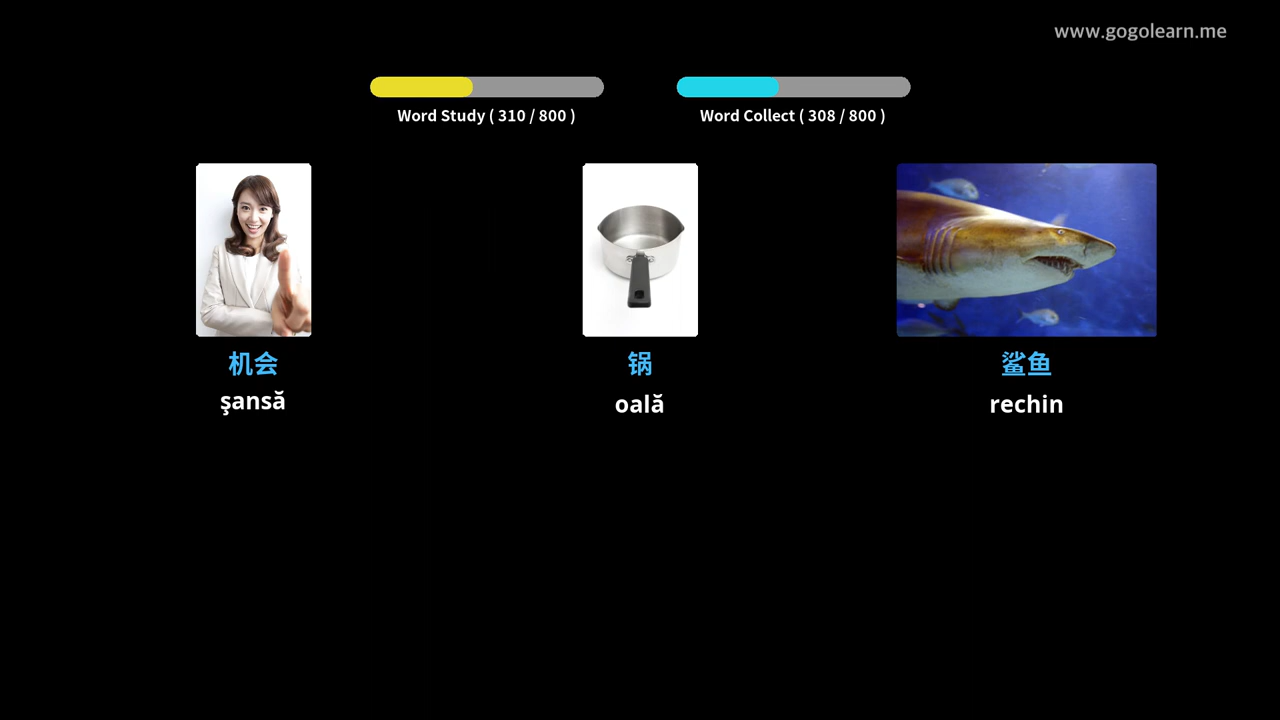 www.gogolearn.me
Word Study ( 310 / 800 )
Word Collect ( 308 / 800 )
机会
锅
鲨鱼
şansă
oală
rechin